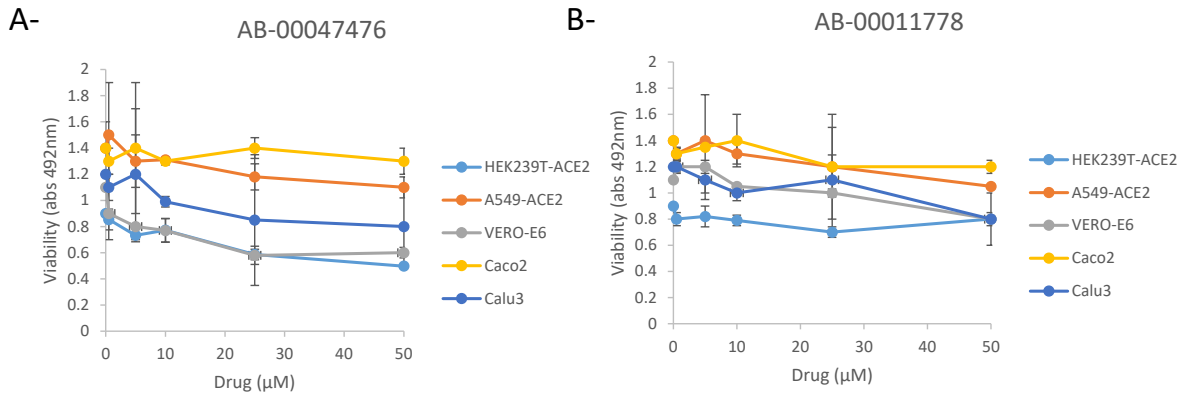 A-
AB-00047476
Viability (abs 492nm)
2
1.8
1.6
1.4
1.2
1
0.8
0.6
0.4
0.2
0
0 10 20 30 40 50
Drug (µM)
HEK239T-ACE2
A549-ACE2
VERO-E6
Caco2
Calu3
B-
AB-00011778
Viability (abs 492nm)
2
1.8
1.6
1.4
1.2
1
0.8
0.6
0.4
0.2
0
0 10 20 30 40 50
Drug (µM)
HEK239T-ACE2
A549-ACE2
VERO-E6
Caco2
Calu3